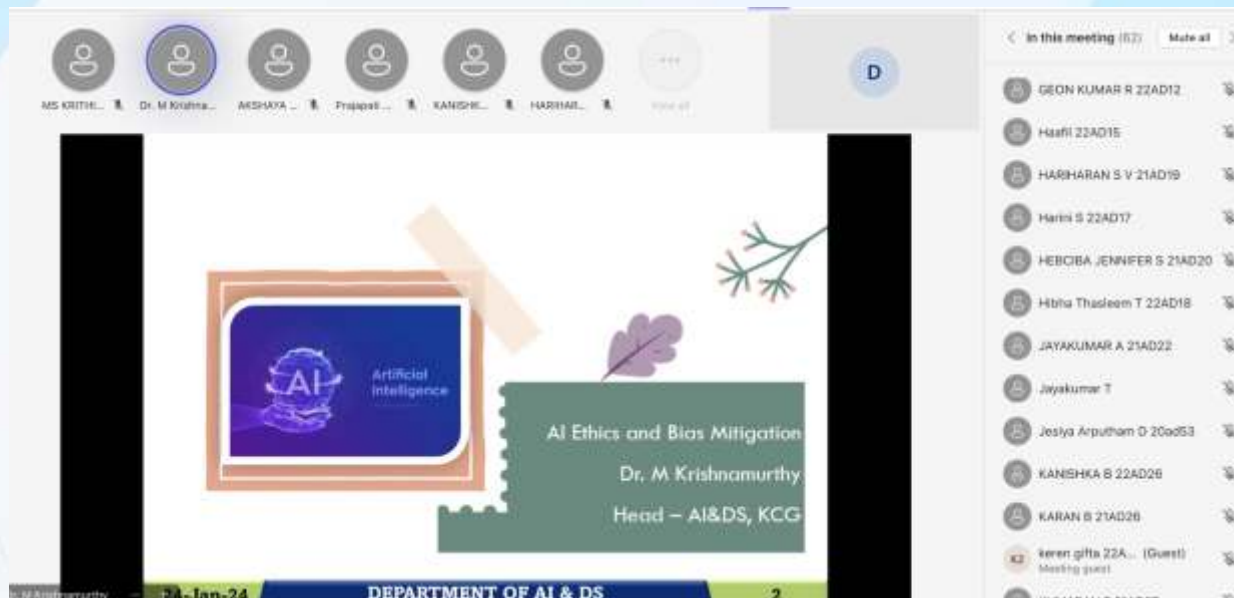 MS KRITHI...
Dr. M Krishna...
AKSHAYA ...
Prajapati ...
KANISHK...
HARIHAR...
View all
D
In this meeting (62)
Mute all
GEON KUMAR R 22AD12
Haafil 22AD15
HARIHARAN S V 21AD19
Harini S 22AD17
HEBCIBA JENNIFER S 21AD20
Hibha Thasleem T 22AD18
JAYAKUMAR A 21AD22
Jayakumar T
Jesiya Arputham D 20ad53
KANISHKA B 22AD26
KARAN B 21AD26
K2
keren gifta 22A... (Guest)
Meeting guest
AI
Artificial
Intelligence
AI Ethics and Bias Mitigation
Dr. M Krishnamurthy
Head – AI&DS, KCG
M Krishnamurthy
24-Jan-24
DEPARTMENT OF AI & DS
2